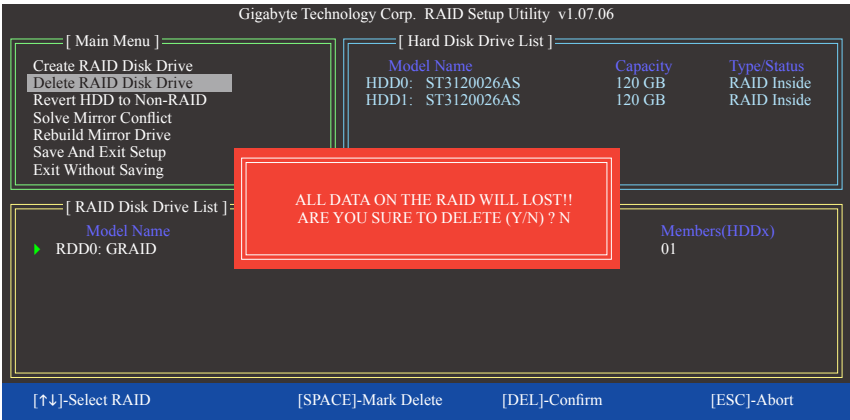 Gigabyte Technology Corp. RAID Setup Utility v1.07.06
[ Main Menu ]
Create RAID Disk Drive
Delete RAID Disk Drive
Revert HDD to Non-RAID
Solve Mirror Conflict
Rebuild Mirror Drive
Save And Exit Setup
Exit Without Saving
[ Hard Disk Drive List ]
Model Name Capacity Type/Status
HDD0: ST3120026AS 120 GB RAID Inside
HDD1: ST3120026AS 120 GB RAID Inside
ALL DATA ON THE RAID WILL LOST!!
ARE YOU SURE TO DELETE (Y/N) ? N
[ RAID Disk Drive List ]
Model Name Members(HDDx)
RDD0: GRAID 01
[↑↓]-Select RAID [SPACE]-Mark Delete [DEL]-Confirm [ESC]-Abort